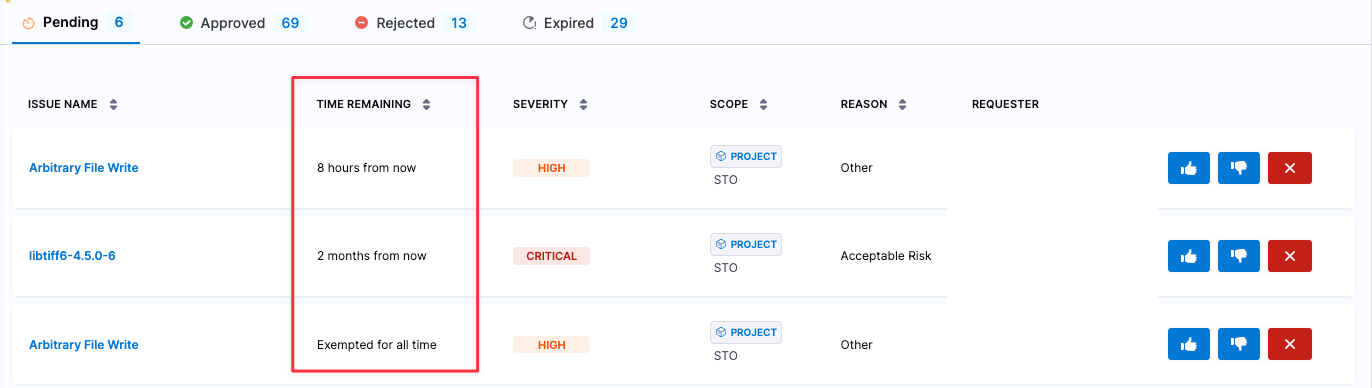 Pending 6 Approved 69 Rejected 13 Expired 29
ISSUE NAME TIME REMAINING SEVERITY SCOPE REASON REQUESTER
Arbitrary File Write 8 hours from now HIGH PROJECT Other
STO
libtiff6-4.5.0-6 2 months from now CRITICAL PROJECT Acceptable Risk
STO
Arbitrary File Write Exempted for all time HIGH PROJECT Other
STO